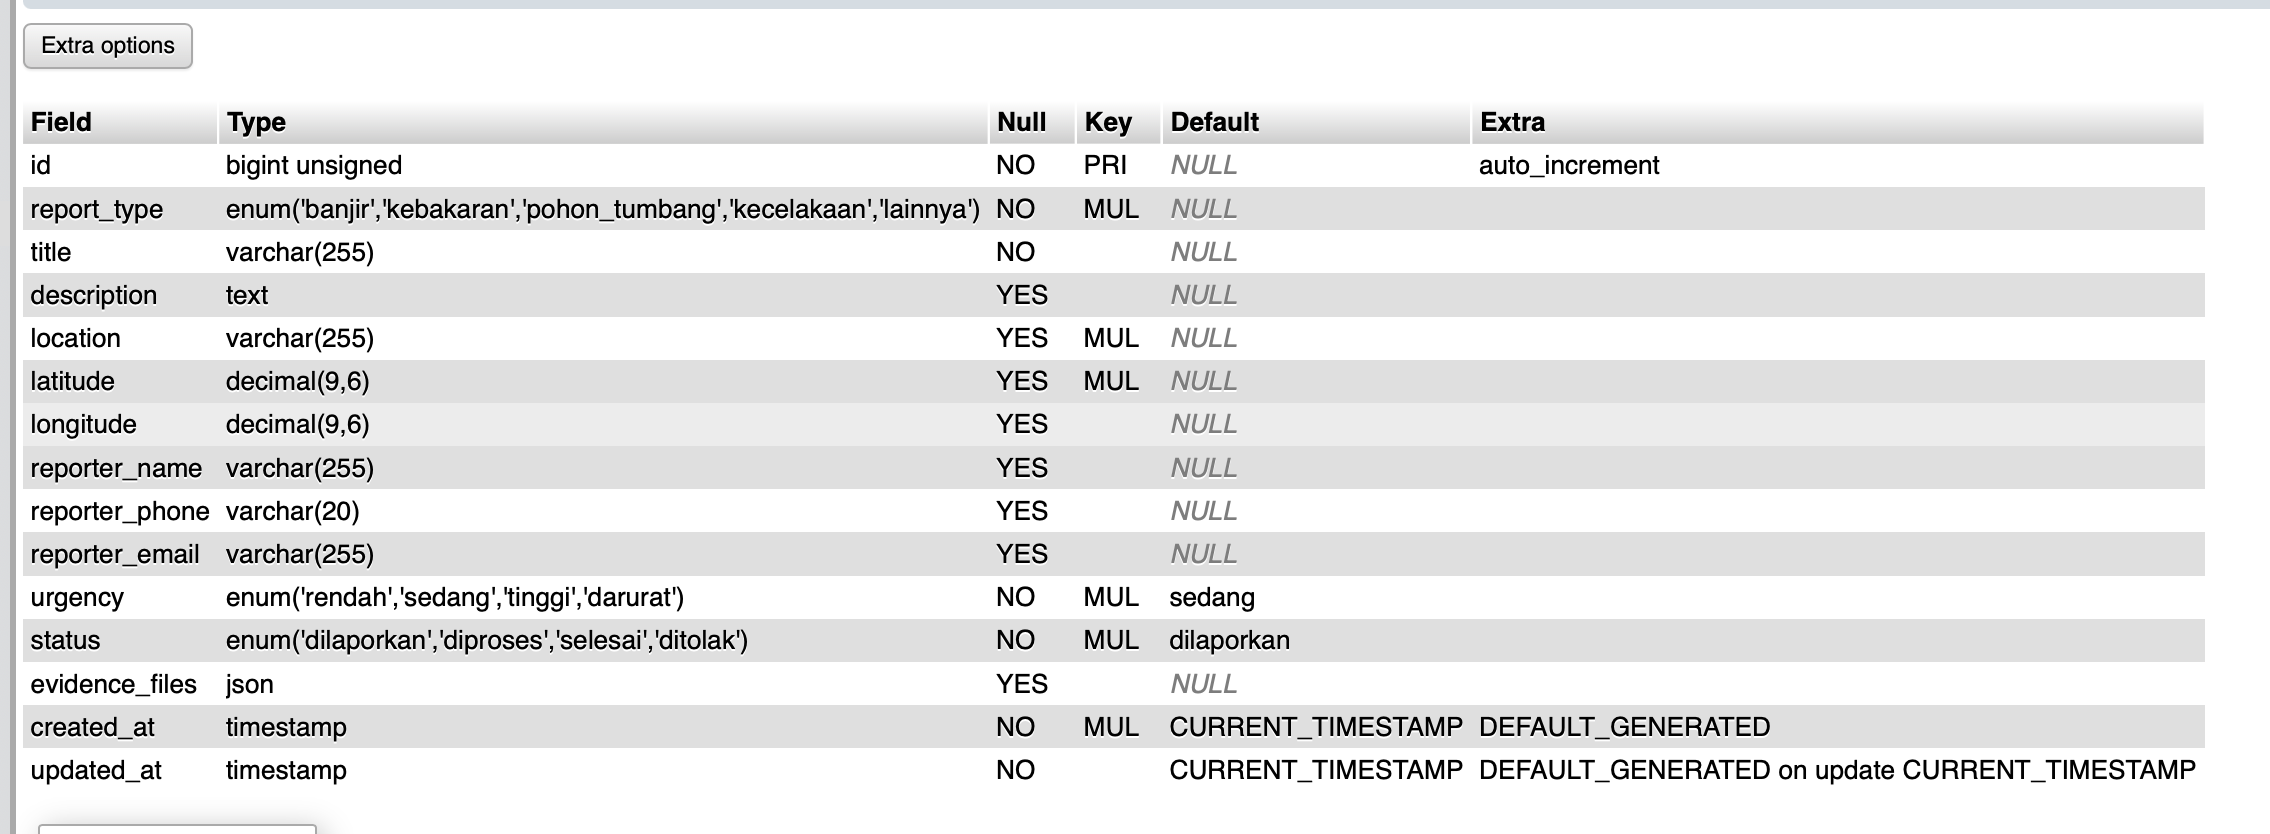 Extra options
Field Type Null Key Default Extra
id bigint unsigned NO PRI NULL auto_increment
report_type enum('banjir','kebakaran','pohon_tumbang','kecelakaan','lainnya') NO MUL NULL
title varchar(255) NO NULL
description text YES NULL
location varchar(255) YES MUL NULL
latitude decimal(9,6) YES MUL NULL
longitude decimal(9,6) YES NULL
reporter_name varchar(255) YES NULL
reporter_phone varchar(20) YES NULL
reporter_email varchar(255) YES NULL
urgency enum('rendah','sedang','tinggi','darurat') NO MUL sedang
status enum('dilaporkan','diproses','selesai','ditolak') NO MUL dilaporkan
evidence_files json YES NULL
created_at timestamp NO MUL CURRENT_TIMESTAMP DEFAULT_GENERATED
updated_at timestamp NO CURRENT_TIMESTAMP DEFAULT_GENERATED on update CURRENT_TIMESTAMP